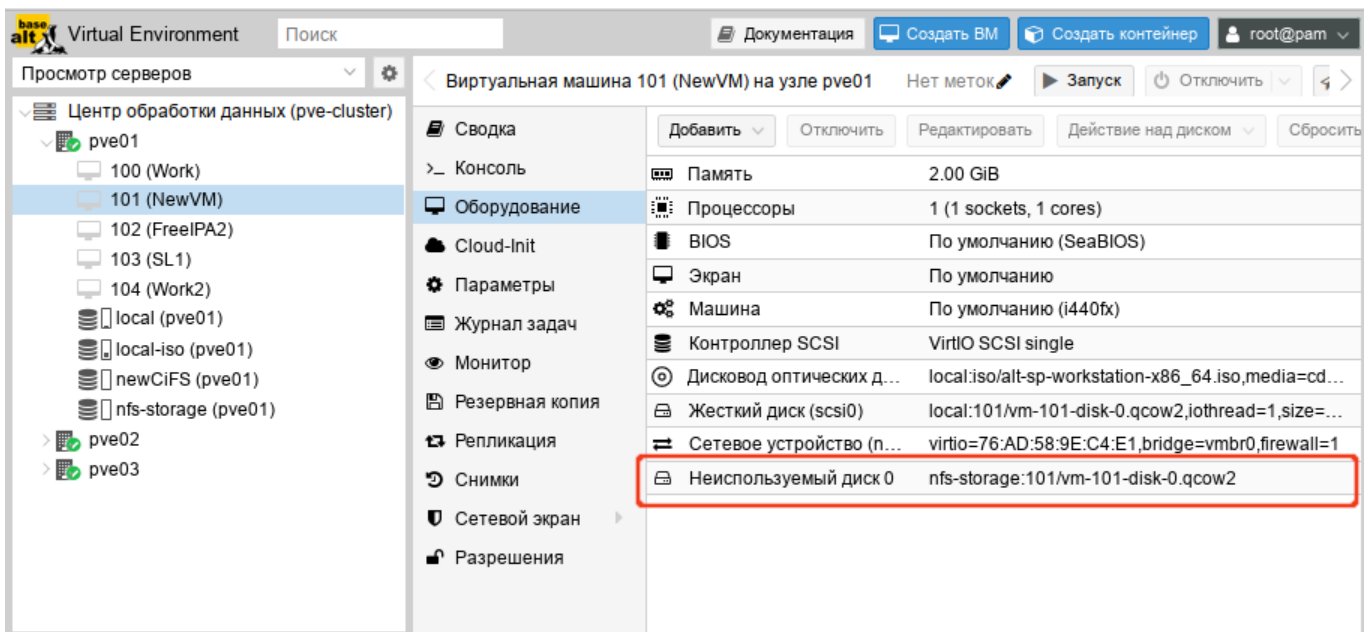 base alt Virtual Environment Поиск Документация Создать ВМ Создать контейнер root@pam
Просмотр серверов
Центр обработки данных (pve-cluster)
pve01
100 (Work)
101 (NewVM)
102 (FreeIPA2)
103 (SL1)
104 (Work2)
local (pve01)
local-iso (pve01)
newCiFS (pve01)
nfs-storage (pve01)
pve02
pve03
Виртуальная машина 101 (NewVM) на узле pve01 Нет меток Запуск Отключить
Сводка
Консоль
Оборудование
Cloud-Init
Параметры
Журнал задач
Монитор
Резервная копия
Репликация
Снимки
Сетевой экран
Разрешения
Добавить Отключить Редактировать Действие над диском Сбросить
Память 2.00 GiB
Процессоры 1 (1 sockets, 1 cores)
BIOS По умолчанию (SeaBIOS)
Экран По умолчанию
Машина По умолчанию (i440fx)
Контроллер SCSI VirtIO SCSI single
Дисковод оптических д... local:iso/alt-sp-workstation-x86_64.iso,media=cd...
Жесткий диск (scsi0) local:101/vm-101-disk-0.qcow2,iothread=1,size=...
Сетевое устройство (n... virtio=76:AD:58:9E:C4:E1,bridge=vmbr0,firewall=1
Неиспользуемый диск 0 nfs-storage:101/vm-101-disk-0.qcow2